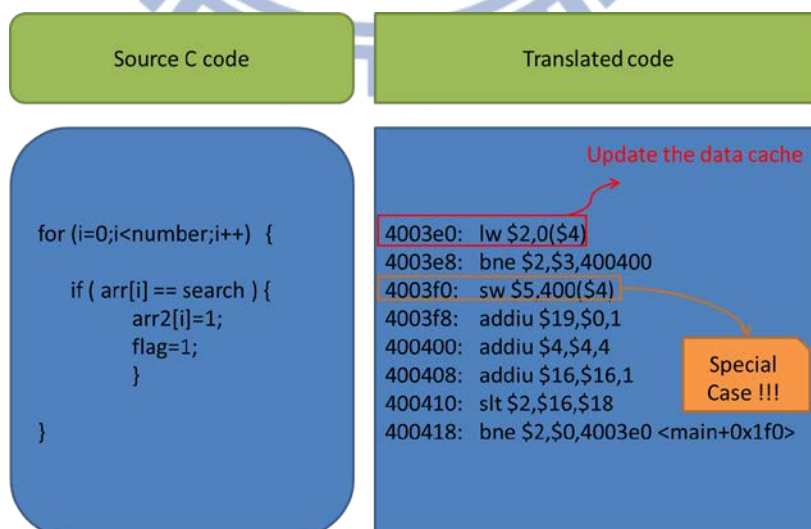 Source C code
Translated code
for (i=0;i<number;i++) {
if ( arr[i] == search ) {
arr2[i]=1;
flag=1;
}
}
Update the data cache
4003e0: lw $2,0($4)
4003e8: bne $2,$3,400400
4003f0: sw $5,400($4)
4003f8: addiu $19,$0,1
400400: addiu $4,$4,4
400408: addiu $16,$16,1
400410: slt $2,$16,$18
400418: bne $2,$0,4003e0 <main+0x1f0>
Special
Case !!!